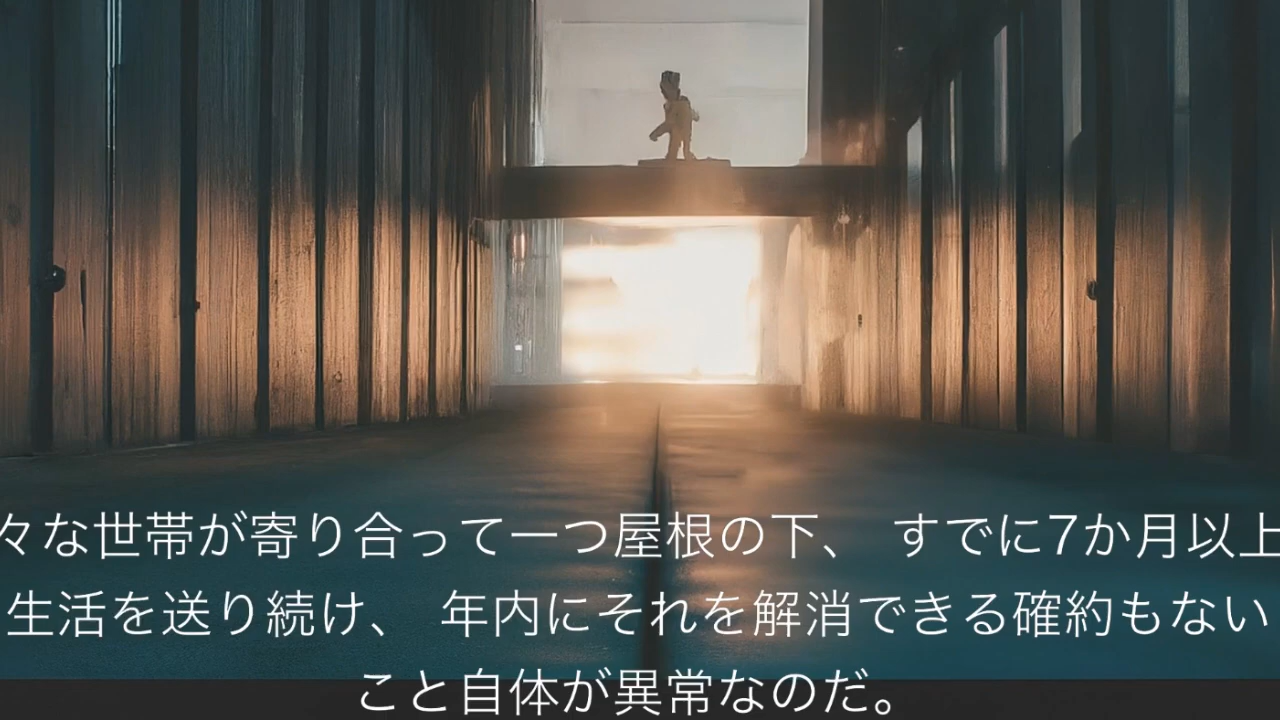 々な世帯が寄り合って一つ屋根の下、 すでに7か月以上
生活を送り続け、 年内にそれを解消できる確約もない
こと自体が異常なのだ。